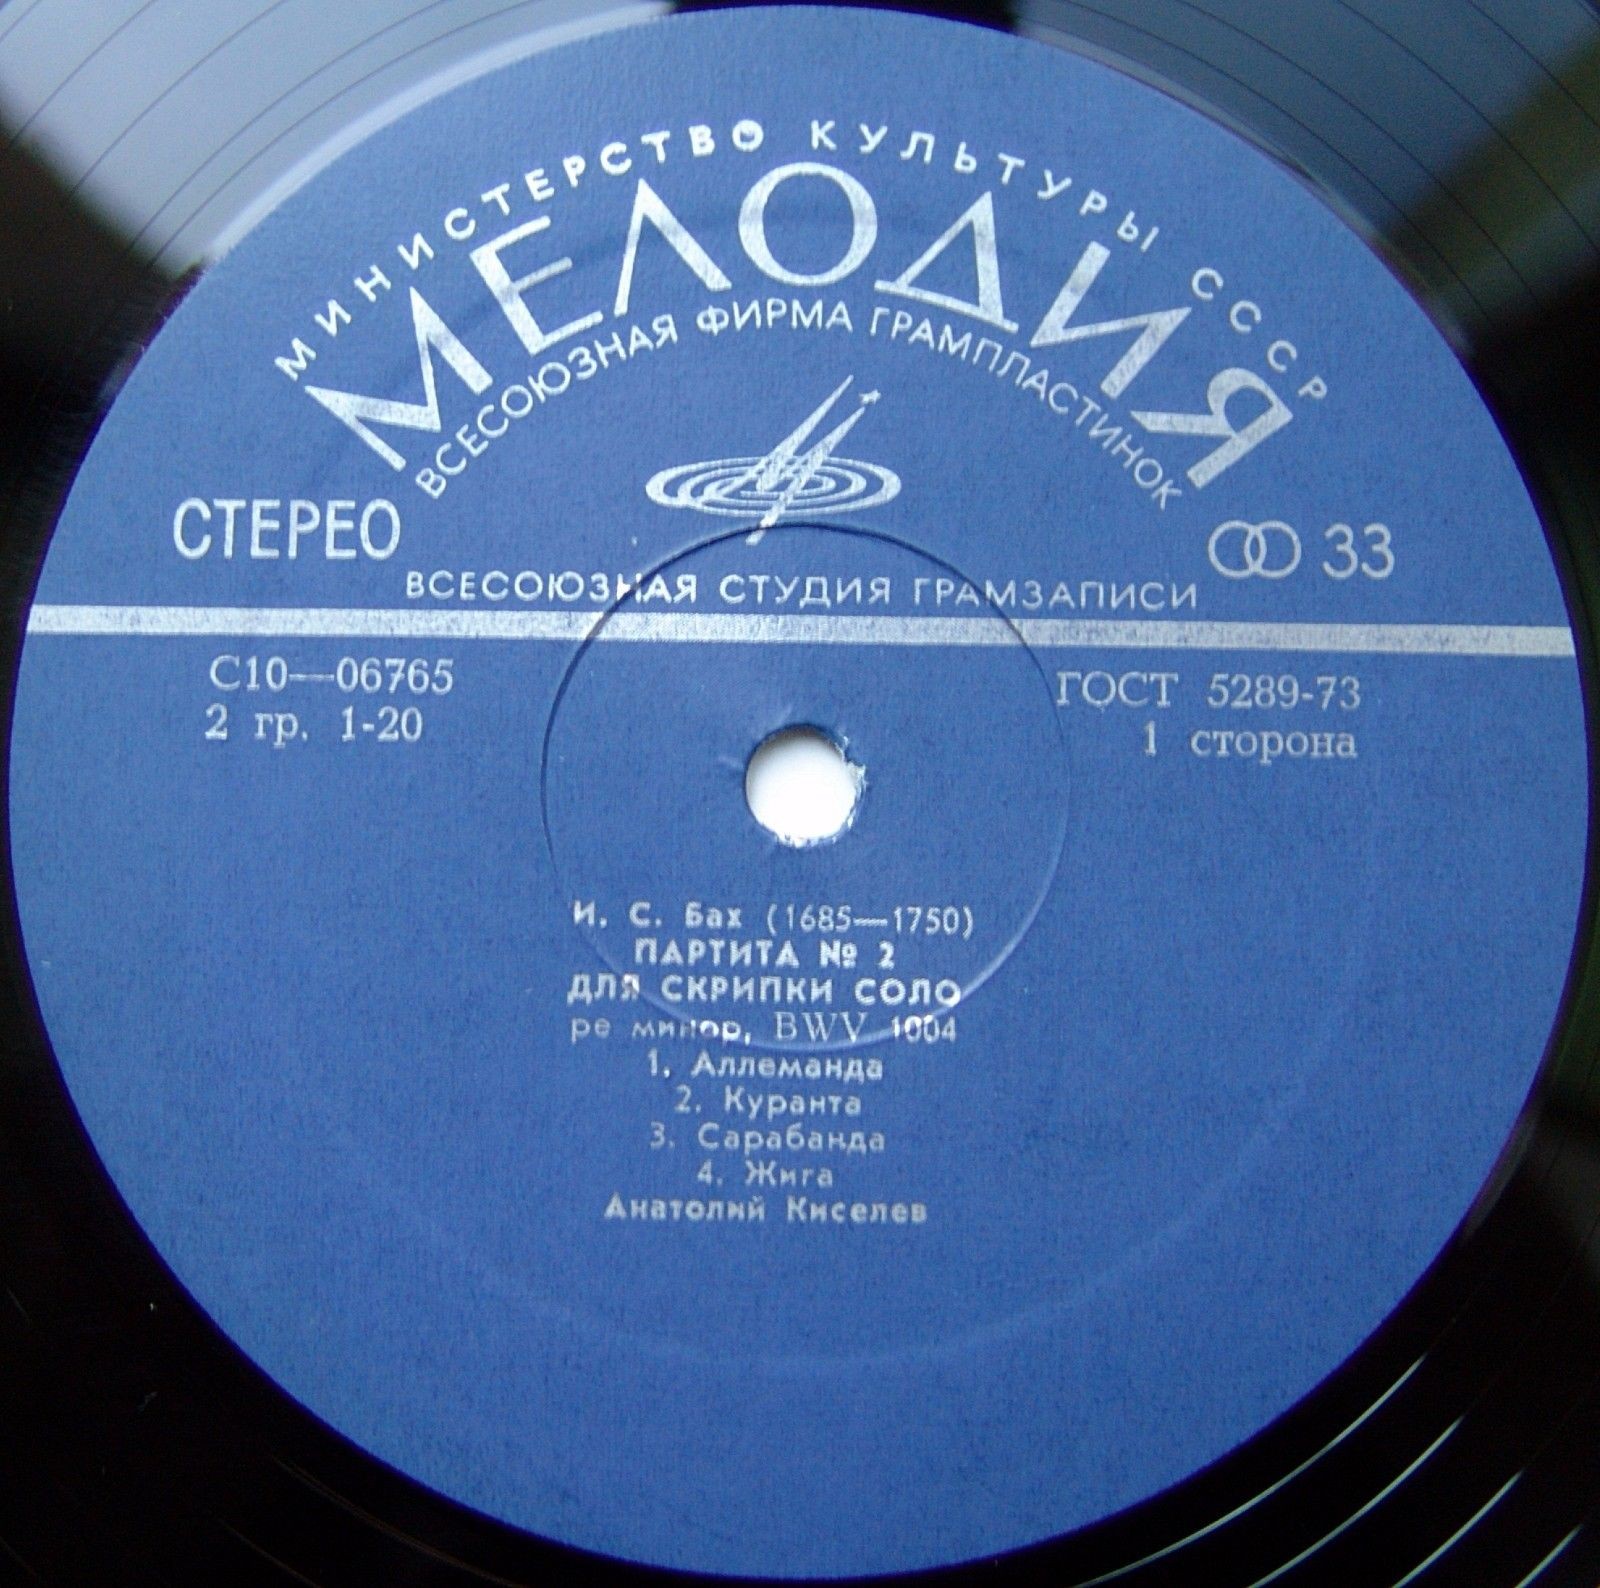 МИНИСТЕРСТВО КУЛЬТУРЫ СССР
МЕЛОДИЯ
ВСЕСОЮЗНАЯ ФИРМА ГРАМПЛАСТИНОК
СТЕРЕО
33
ВСЕСОЮЗНАЯ СТУДИЯ ГРАМЗАПИСИ
С10—06765
ГОСТ 5289-73
2 гр. 1-20
1 сторона
И. С. Бах (1685—1750)
ПАРТИТА № 2
ДЛЯ СКРИПКИ СОЛО
ре минор, BWV 1004
1. Аллеманда
2. Куранта
3. Сарабанда
4. Жига
Анатолий Киселев